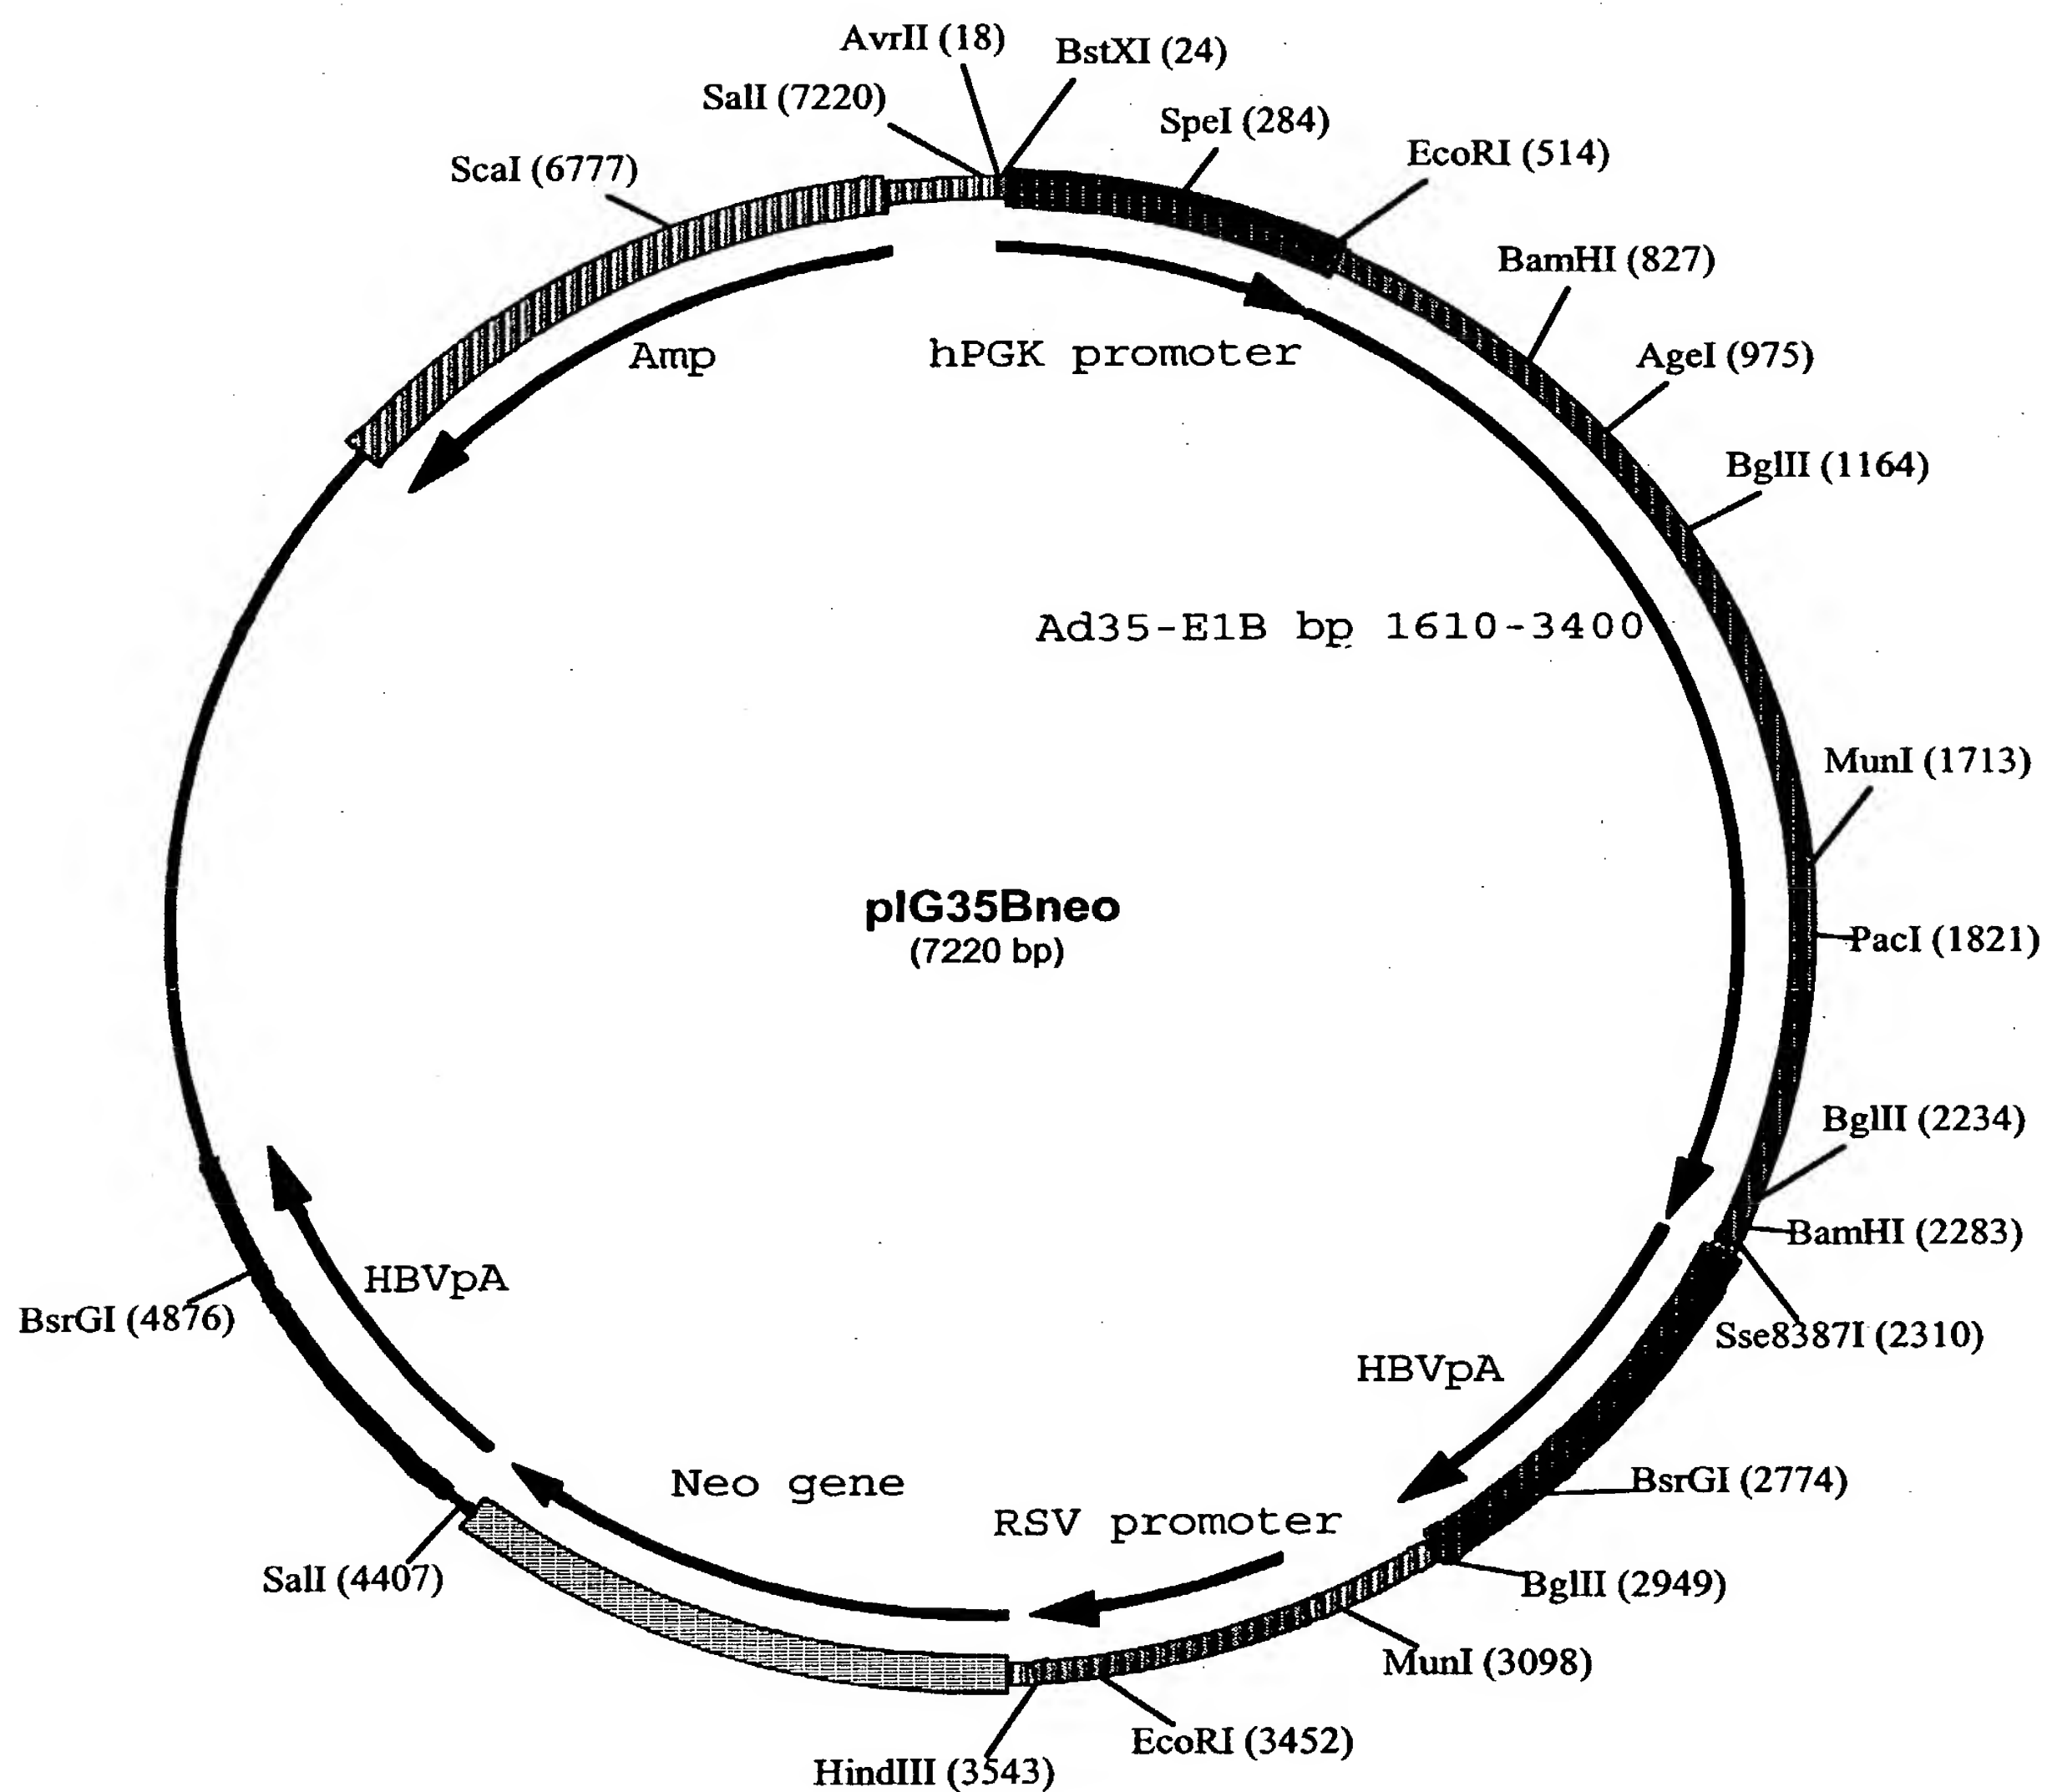 AvrII (18)
BstXI (24)
SalI (7220)
SpeI (284)
ScaI (6777)
EcoRI (514)
BamHI (827)
Amp
hPGK promoter
AgeI (975)
BglII (1164)
Ad35-E1B bp 1610-3400
MunI (1713)
pIG35Bneo
(7220 bp)
PacI (1821)
BglII (2234)
BamHI (2283)
HBVpA
BsrGI (4876)
Sse8387I (2310)
HBVpA
Neo gene
BsrGI (2774)
RSV promoter
SalI (4407)
BglII (2949)
MunI (3098)
EcoRI (3452)
HindIII (3543)